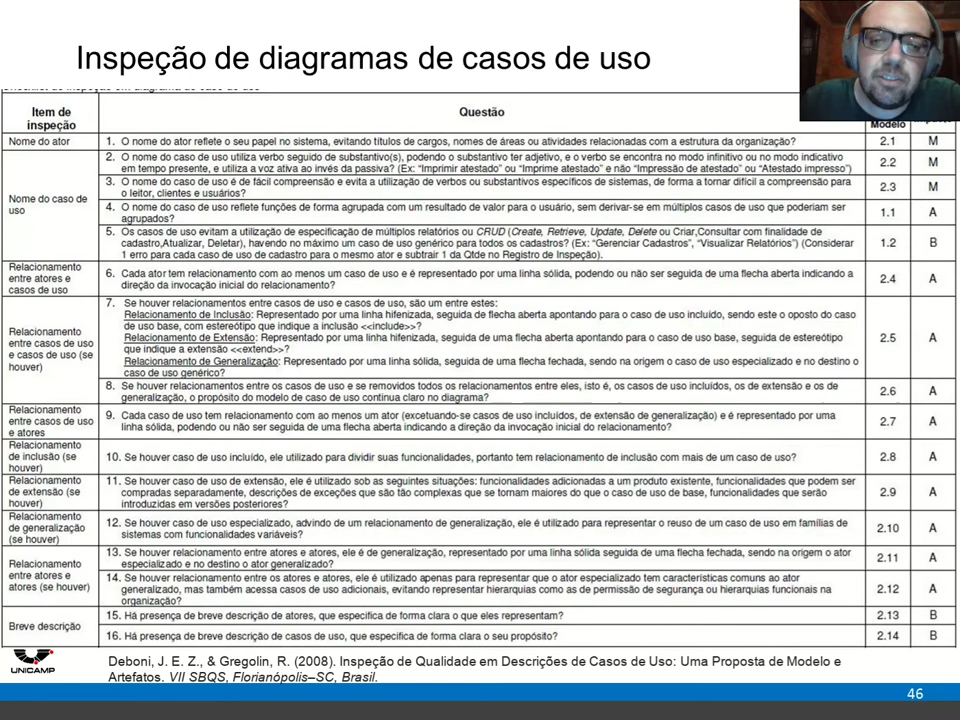 Inspeção de diagramas de casos de uso
Item de
inspeção
Questão
Modelo
Nome do ator
1. O nome do ator reflete o seu papel no sistema, evitando títulos de cargos, nomes de áreas ou atividades relacionadas com a estrutura da organização?
2.1
M
Nome do caso de
uso
2. O nome do caso de uso utiliza verbo seguido de substantivo(s), podendo o substantivo ter adjetivo, e o verbo se encontra no modo infinitivo ou no modo indicativo
em tempo presente, e utiliza a voz ativa ao invés da passiva? (Ex: “Imprimir atestado” ou “Imprime atestado” e não “Impressão de atestado” ou “Atestado impresso”)
2.2
M
3. O nome do caso de uso é de fácil compreensão e evita a utilização de verbos ou substantivos específicos de sistemas, de forma a tornar difícil a compreensão para
o leitor, clientes e usuários?
2.3
M
4. O nome do caso de uso reflete funções de forma agrupada com um resultado de valor para o usuário, sem derivar-se em múltiplos casos de uso que poderiam ser
agrupados?
1.1
A
5. Os casos de uso evitam a utilização de especificação de múltiplos relatórios ou CRUD (Create, Retrieve, Update, Delete ou Criar,Consultar com finalidade de
cadastro,Atualizar, Deletar), havendo no máximo um caso de uso genérico para todos os cadastros? (Ex: “Gerenciar Cadastros”, “Visualizar Relatórios”) (Considerar
1 erro para cada caso de uso de cadastro para o mesmo ator e subtrair 1 da Qtde no Registro de Inspeção).
1.2
B
Relacionamento
entre atores e
casos de uso
6. Cada ator tem relacionamento com ao menos um caso de uso e é representado por uma linha sólida, podendo ou não ser seguida de uma flecha aberta indicando a
direção da invocação inicial do relacionamento?
2.4
A
Relacionamento
entre casos de uso
e casos de uso (se
houver)
7. Se houver relacionamentos entre casos de uso e casos de uso, são um entre estes:
Relacionamento de Inclusão: Representado por uma linha hifenizada, seguida de flecha aberta apontando para o caso de uso incluído, sendo este o oposto do caso
de uso base, com estereótipo que indique a inclusão <<include>>?
Relacionamento de Extensão: Representado por uma linha hifenizada, seguida de uma flecha aberta apontando para o caso de uso base, seguida de estereótipo
que indique a extensão <<extend>>?
Relacionamento de Generalização: Representado por uma linha sólida, seguida de uma flecha fechada, sendo na origem o caso de uso especializado e no destino o
caso de uso genérico?
2.5
A
8. Se houver relacionamentos entre os casos de uso e se removidos todos os relacionamentos entre eles, isto é, os casos de uso incluídos, os de extensão e os de
generalização, o propósito do modelo de caso de uso continua claro no diagrama?
2.6
A
Relacionamento
entre casos de uso
e atores
9. Cada caso de uso tem relacionamento com ao menos um ator (excetuando-se casos de uso incluídos, de extensão de generalização) e é representado por uma
linha sólida, podendo ou não ser seguida de uma flecha aberta indicando a direção da invocação inicial do relacionamento?
2.7
A
Relacionamento
de inclusão (se
houver)
10. Se houver caso de uso incluído, ele utilizado para dividir suas funcionalidades, portanto tem relacionamento de inclusão com mais de um caso de uso?
2.8
A
Relacionamento
de extensão (se
houver)
11. Se houver caso de uso de extensão, ele é utilizado sob as seguintes situações: funcionalidades adicionadas a um produto existente, funcionalidades que podem ser
compradas separadamente, descrições de exceções que são tão complexas que se tornam maiores do que o caso de uso de base, funcionalidades que serão
introduzidas em versões posteriores?
2.9
A
Relacionamento
de generalização
(se houver)
12. Se houver caso de uso especializado, advindo de um relacionamento de generalização, ele é utilizado para representar o reuso de um caso de uso em famílias de
sistemas com funcionalidades variáveis?
2.10
A
Relacionamento
entre atores e
atores (se houver)
13. Se houver relacionamento entre atores e atores, ele é de generalização, representado por uma linha sólida seguida de uma flecha fechada, sendo na origem o ator
especializado e no destino o ator generalizado?
2.11
A
14. Se houver relacionamento entre os atores e atores, ele é utilizado apenas para representar que o ator especializado tem características comuns ao ator
generalizado, mas também acessa casos de uso adicionais, evitando representar hierarquias como as de permissão de segurança ou hierarquias funcionais na
organização?
2.12
A
Breve descrição
15. Há presença de breve descrição de atores, que especifica de forma clara o que eles representam?
2.13
B
16. Há presença de breve descrição de casos de uso, que especifica de forma clara o seu propósito?
2.14
B
UNICAMP
Deboni, J. E. Z., & Gregolin, R. (2008). Inspeção de Qualidade em Descrições de Casos de Uso: Uma Proposta de Modelo e
Artefatos. VII SBQS, Florianópolis–SC, Brasil.
46